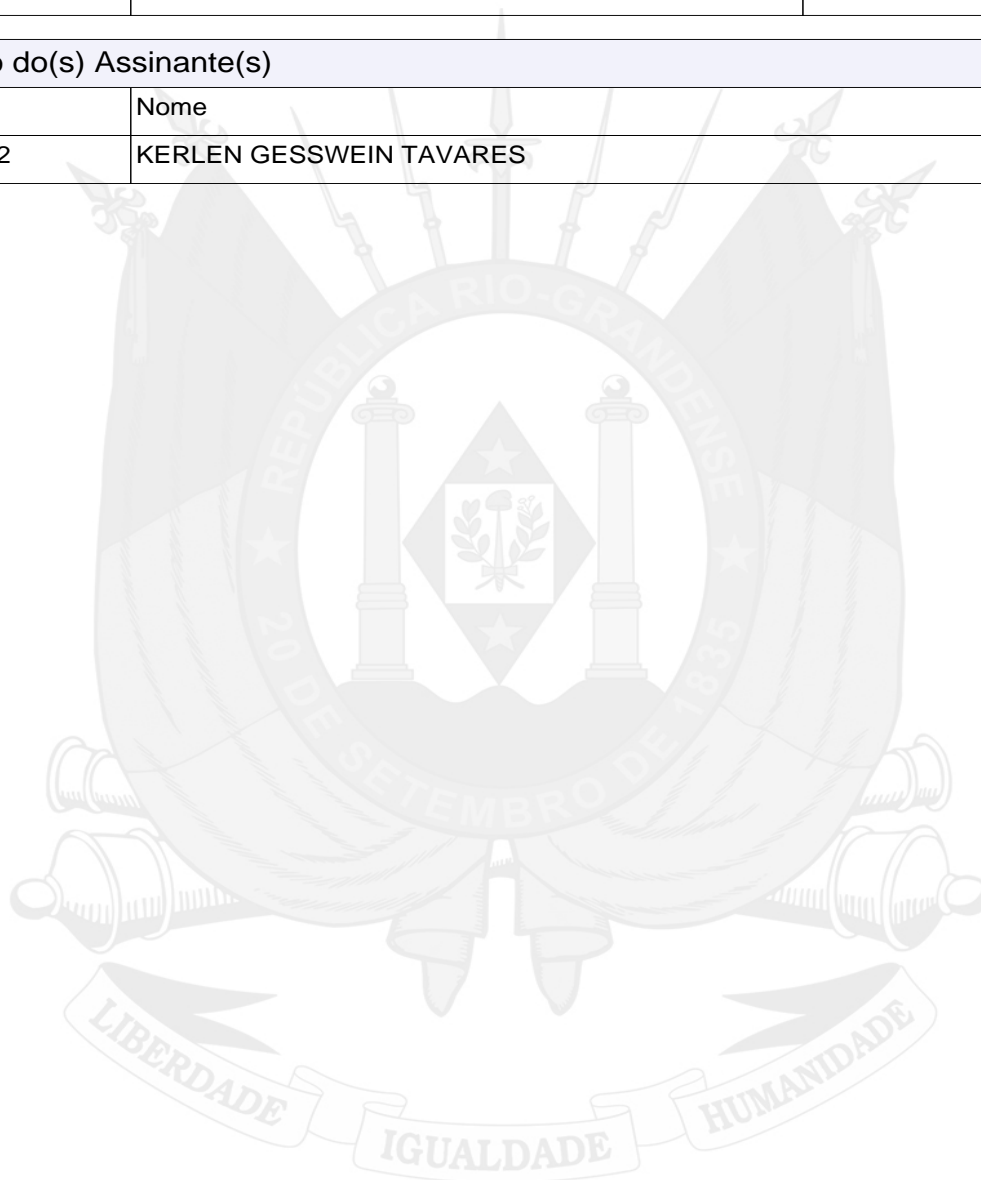 o do(s) Assinante(s)
Nome
2 KERLEN GESSWEIN TAVARES
REPÚBLICA RIO-GRANDENSE
★ 20 DE SETEMBRO DE 1835 ★
LIBERDADE IGUALDADE HUMANIDADE